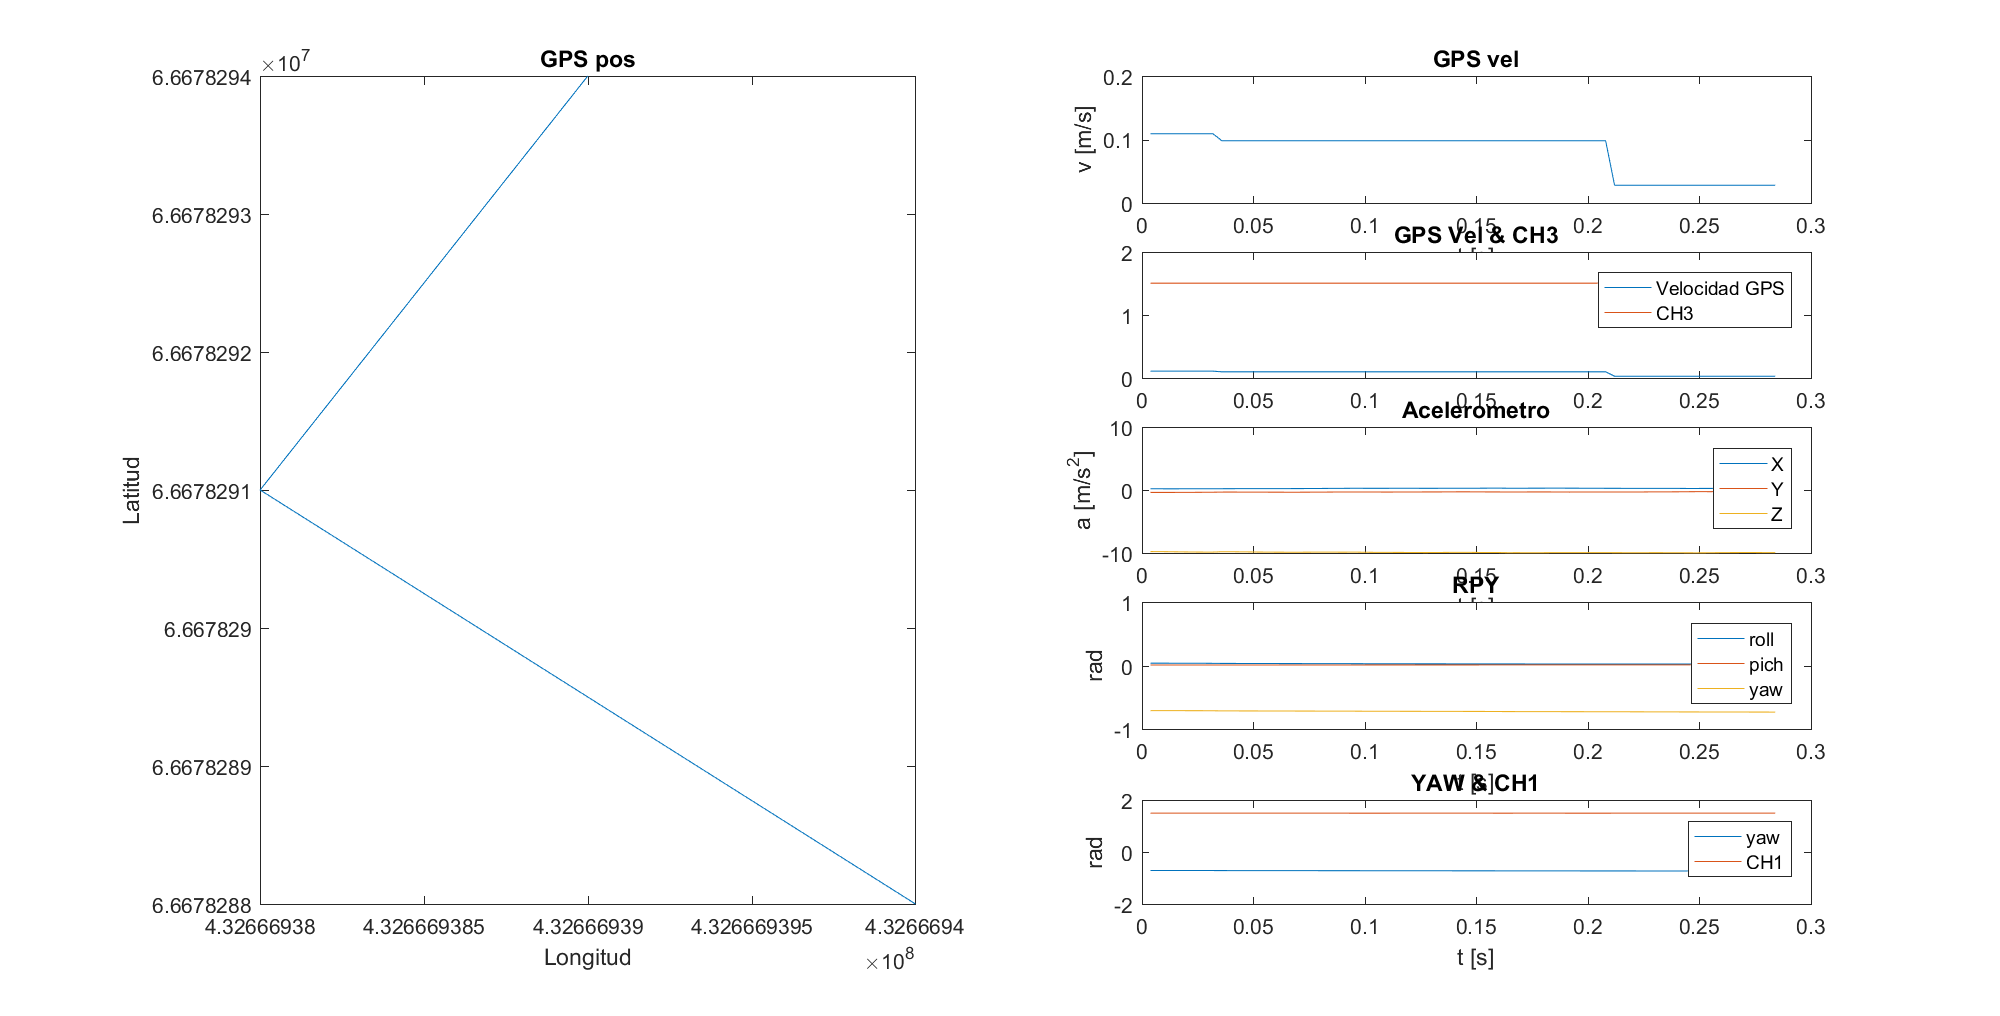 GPS pos
×10^7
6.6678294
6.6678293
6.6678292
6.6678291
6.667829
6.6678289
6.6678288
Latitud
4.32666938 4.326669385 4.32666939 4.326669395 4.3266694
Longitud
×10^8
GPS vel
0.2
0.1
0
v [m/s]
0 0.05 0.1 0.15 0.2 0.25 0.3
t [s]
GPS Vel & CH3
2
1
0
Velocidad GPS
CH3
0 0.05 0.1 0.15 0.2 0.25 0.3
Acelerometro
10
0
-10
a [m/s^2]
X
Y
Z
0 0.05 0.1 0.15 0.2 0.25 0.3
t [s]
RPY
1
0
-1
rad
roll
pich
yaw
0 0.05 0.1 0.15 0.2 0.25 0.3
t [s]
YAW & CH1
2
0
-2
rad
yaw
CH1
0 0.05 0.1 0.15 0.2 0.25 0.3
t [s]